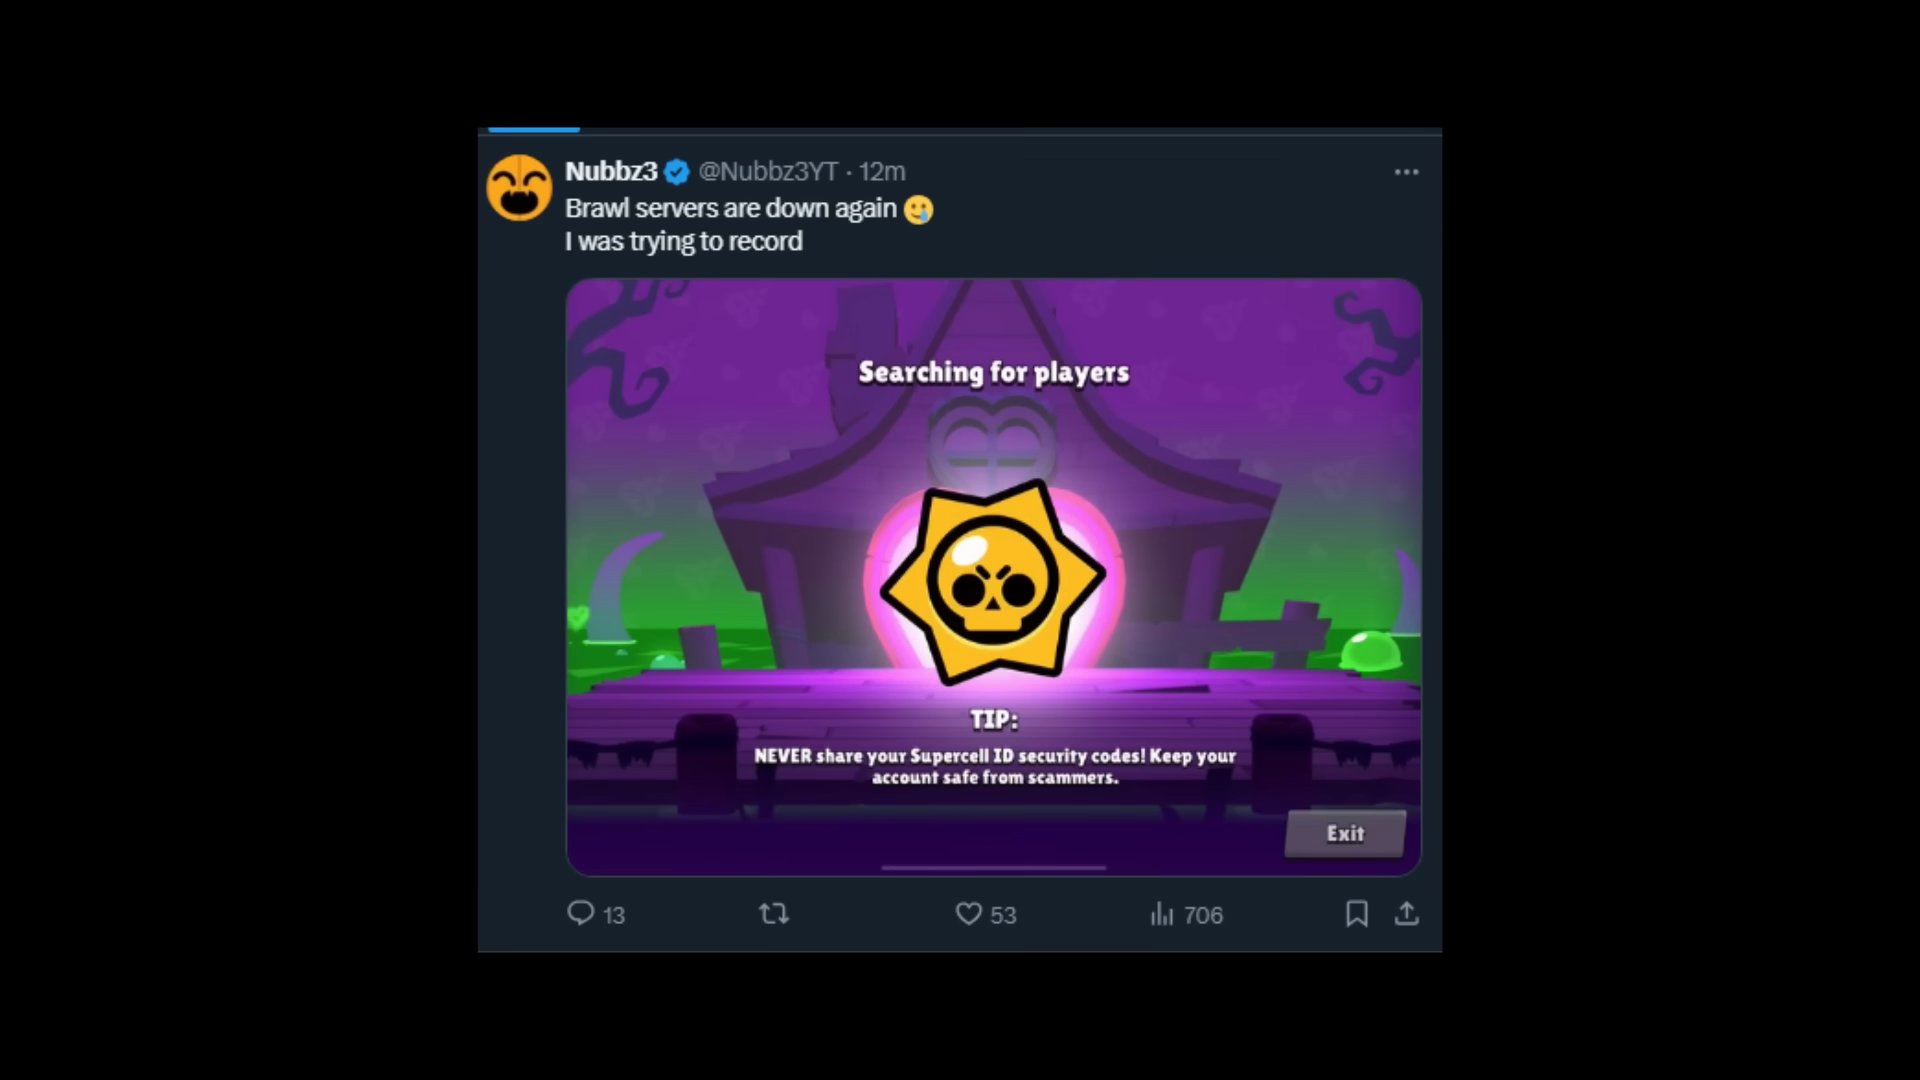 Nubbz3 @Nubbz3YT · 12m
Brawl servers are down again 🥲
I was trying to record
Searching for players
TIP:
NEVER share your Supercell ID security codes! Keep your
account safe from scammers.
Exit
13 53 706